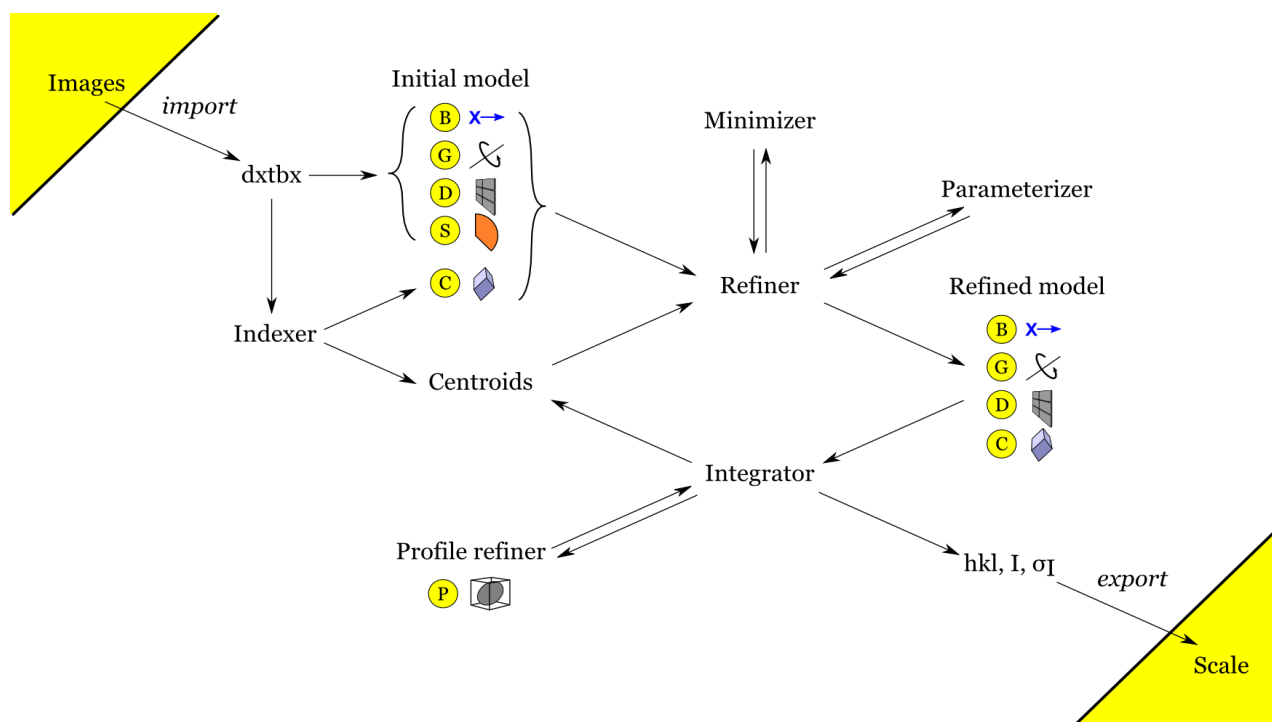 Images
import
Initial model
B X
G
D
S
C
dxtbx
Indexer
Centroids
Minimizer
Parameterizer
Refiner
Refined model
B X
G
D
C
Integrator
Profile refiner
P
hkl, I, σI
export
Scale